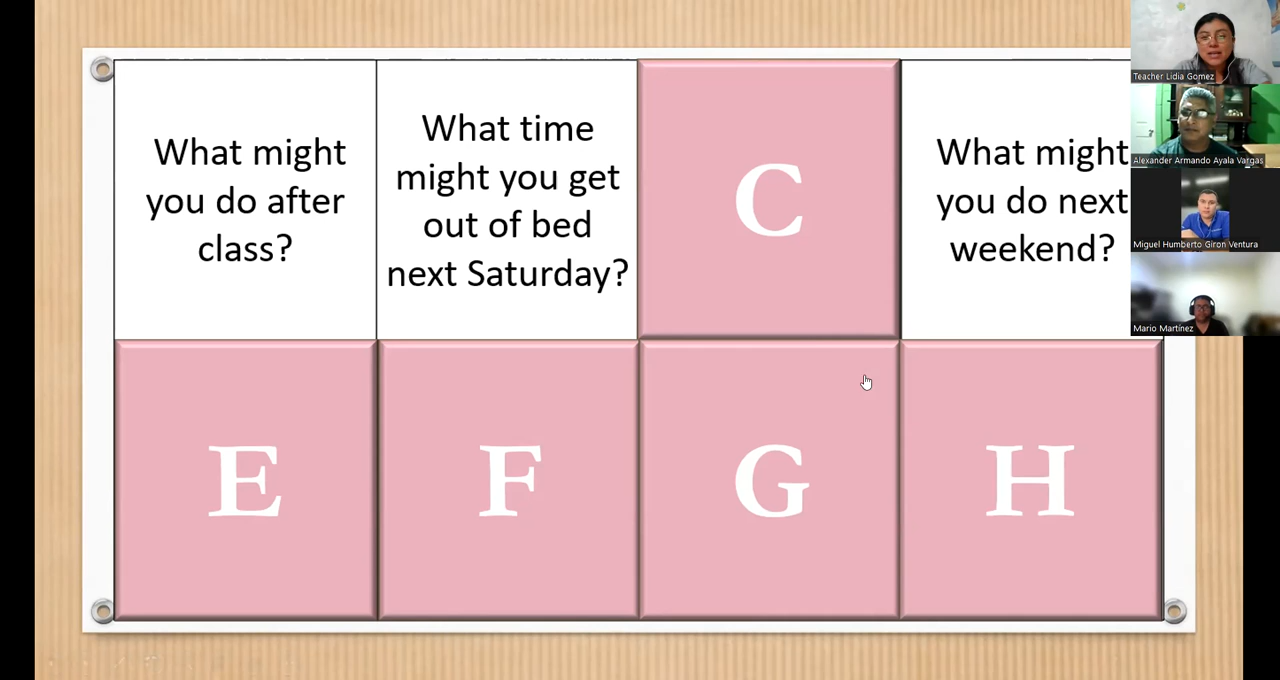 What might
you do after
class?
What time
might you get
out of bed
next Saturday?
C
What might
you do next
weekend?
E
F
G
H
Teacher Lidia Gomez
Alexander Armando Ayala Vargas
Miguel Humberto Giron Ventura
Mario Martínez